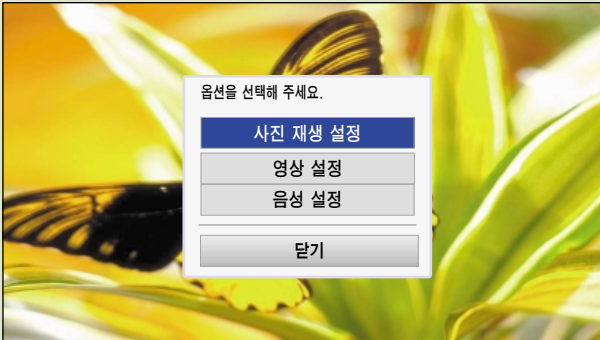 옵션을 선택해 주세요.
사진 재생 설정
영상 설정
음성 설정
닫기